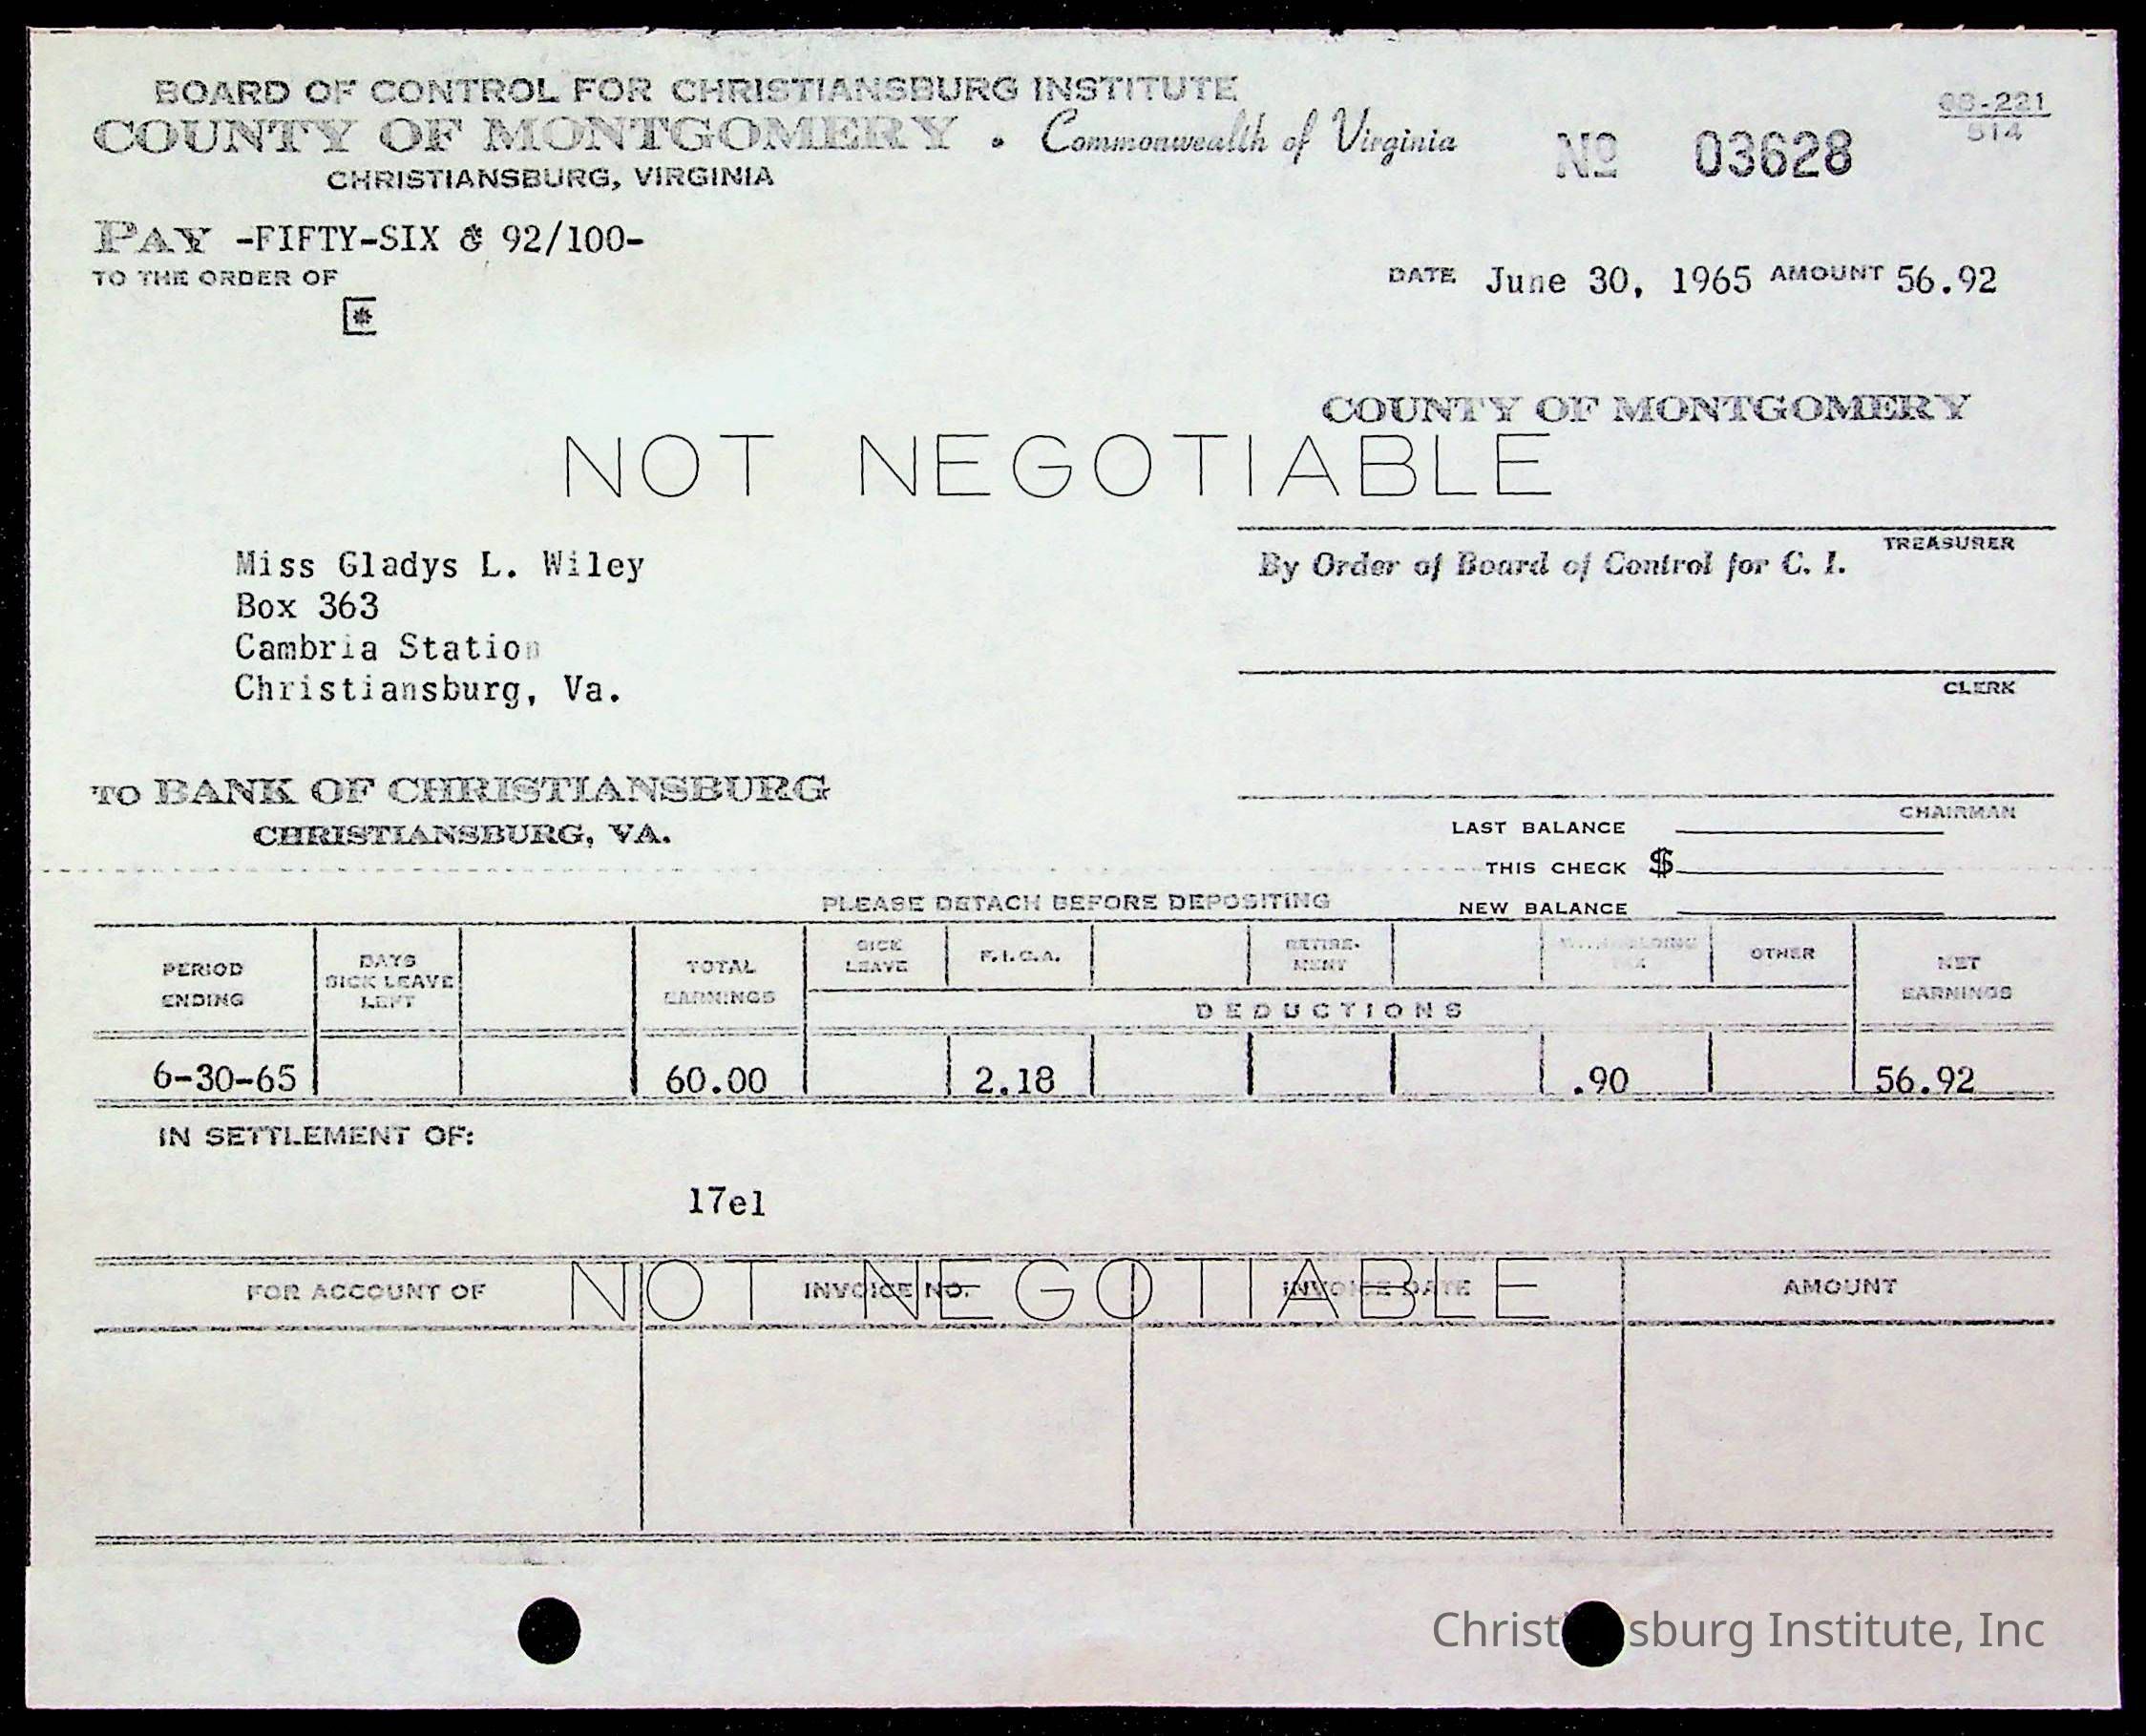 BOARD OF CONTROL FOR CHRISTIANSBURG INSTITUTE
COUNTY OF MONTGOMERY . Commonwealth of Virginia
CHRISTIANSBURG, VIRGINIA
No 03628
-221
514
PAY -FIFTY-SIX & 92/100-
TO THE ORDER OF
DATE June 30, 1965 AMOUNT 56.92
*
COUNTY OF MONTGOMERY
NOT NEGOTIABLE
TREASURER
By Order of Board of Control for C. I.
Miss Gladys L. Wiley
Box 363
Cambria Station
Christiansburg, Va.
CLERK
TO BANK OF CHRISTIANSBURG
CHRISTIANSBURG, VA.
CHAIRMAN
LAST BALANCE
THIS CHECK $
NEW BALANCE
PLEASE DETACH BEFORE DEPOSITING
PERIOD ENDING
DAYS SICK LEAVE LEFT
TOTAL EARNINGS
SICK LEAVE
F.I.C.A.
RETIRE-MENT
WITHHOLDING TAX
OTHER
NET EARNINGS
DEDUCTIONS
6-30-65 60.00 2.18 .90 56.92
IN SETTLEMENT OF:
17el
NOT NEGOTIABLE
FOR ACCOUNT OF INVOICE NO. INVOICE DATE AMOUNT
sburg Institute, Inc